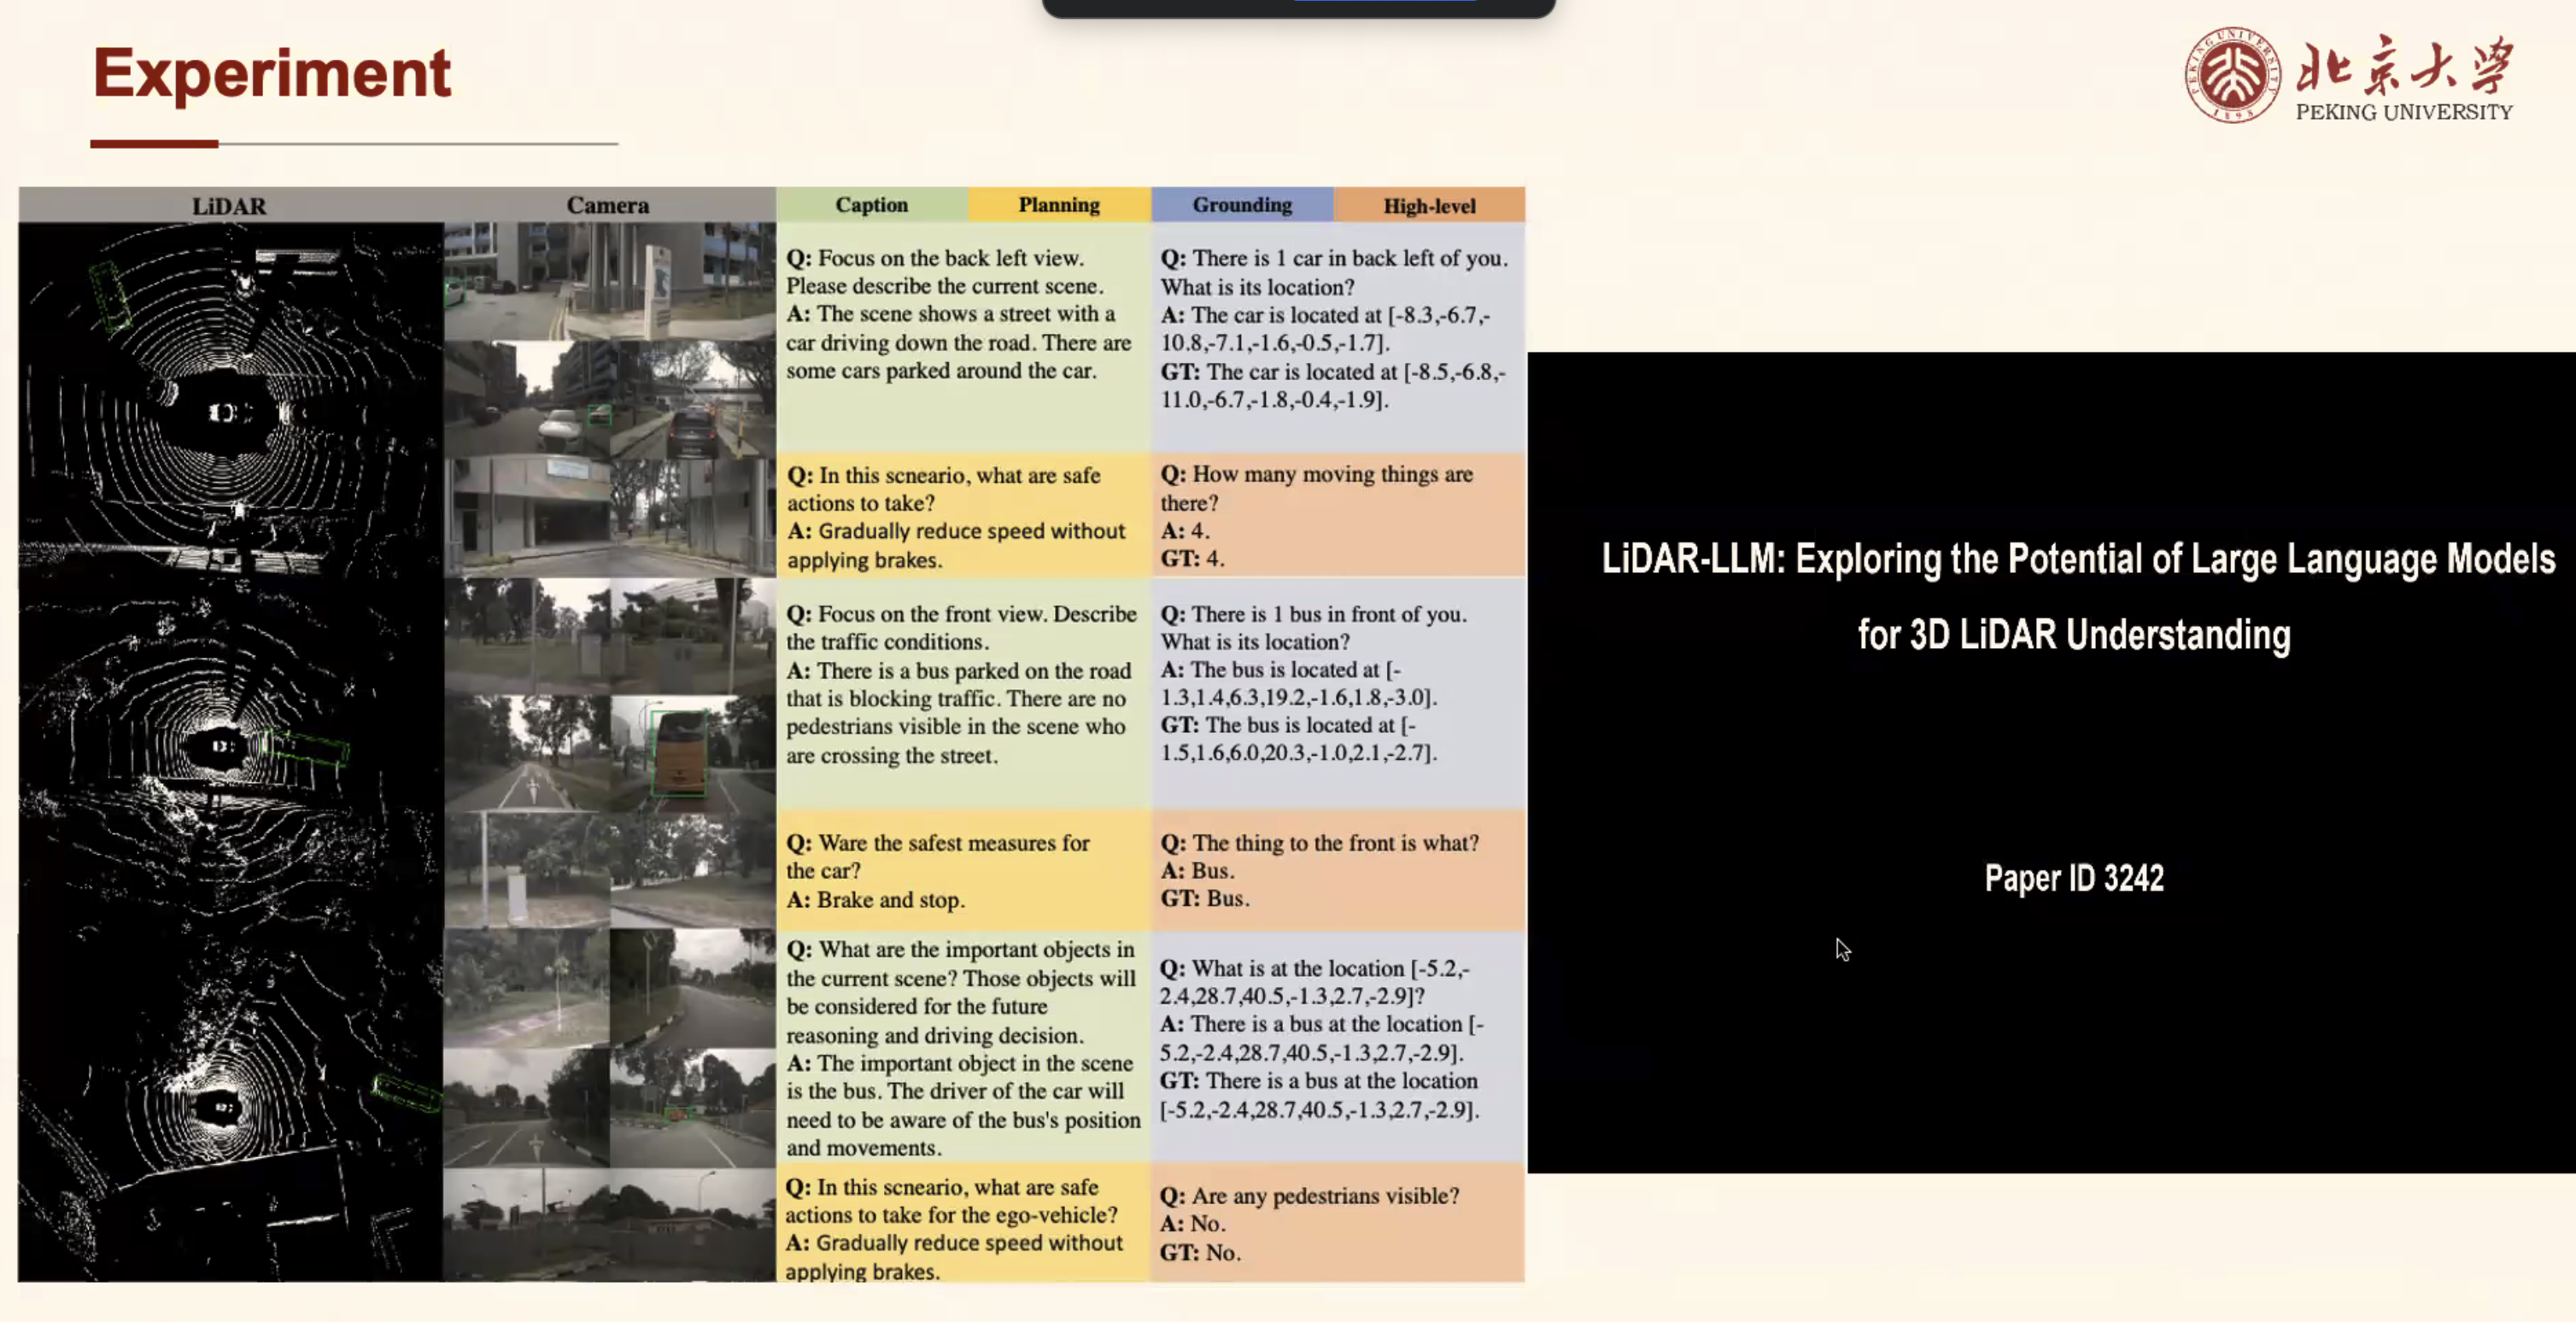 Experiment
北京大学
PEKING UNIVERSITY
PEKING UNIVERSITY
1898
LiDAR
Camera
Caption
Planning
Grounding
High-level
Q: Focus on the back left view.
Please describe the current scene.
A: The scene shows a street with a
car driving down the road. There are
some cars parked around the car.
Q: There is 1 car in back left of you.
What is its location?
A: The car is located at [-8.3,-6.7,-
10.8,-7.1,-1.6,-0.5,-1.7].
GT: The car is located at [-8.5,-6.8,-
11.0,-6.7,-1.8,-0.4,-1.9].
Q: In this scneario, what are safe
actions to take?
A: Gradually reduce speed without
applying brakes.
Q: How many moving things are
there?
A: 4.
GT: 4.
Q: Focus on the front view. Describe
the traffic conditions.
A: There is a bus parked on the road
that is blocking traffic. There are no
pedestrians visible in the scene who
are crossing the street.
Q: There is 1 bus in front of you.
What is its location?
A: The bus is located at [-
1.3,1.4,6.3,19.2,-1.6,1.8,-3.0].
GT: The bus is located at [-
1.5,1.6,6.0,20.3,-1.0,2.1,-2.7].
Q: Ware the safest measures for
the car?
A: Brake and stop.
Q: The thing to the front is what?
A: Bus.
GT: Bus.
Q: What are the important objects in
the current scene? Those objects will
be considered for the future
reasoning and driving decision.
A: The important object in the scene
is the bus. The driver of the car will
need to be aware of the bus's position
and movements.
Q: What is at the location [-5.2,-
2.4,28.7,40.5,-1.3,2.7,-2.9]?
A: There is a bus at the location [-
5.2,-2.4,28.7,40.5,-1.3,2.7,-2.9].
GT: There is a bus at the location
[-5.2,-2.4,28.7,40.5,-1.3,2.7,-2.9].
Q: In this scneario, what are safe
actions to take for the ego-vehicle?
A: Gradually reduce speed without
applying brakes.
Q: Are any pedestrians visible?
A: No.
GT: No.
LiDAR-LLM: Exploring the Potential of Large Language Models
for 3D LiDAR Understanding
Paper ID 3242